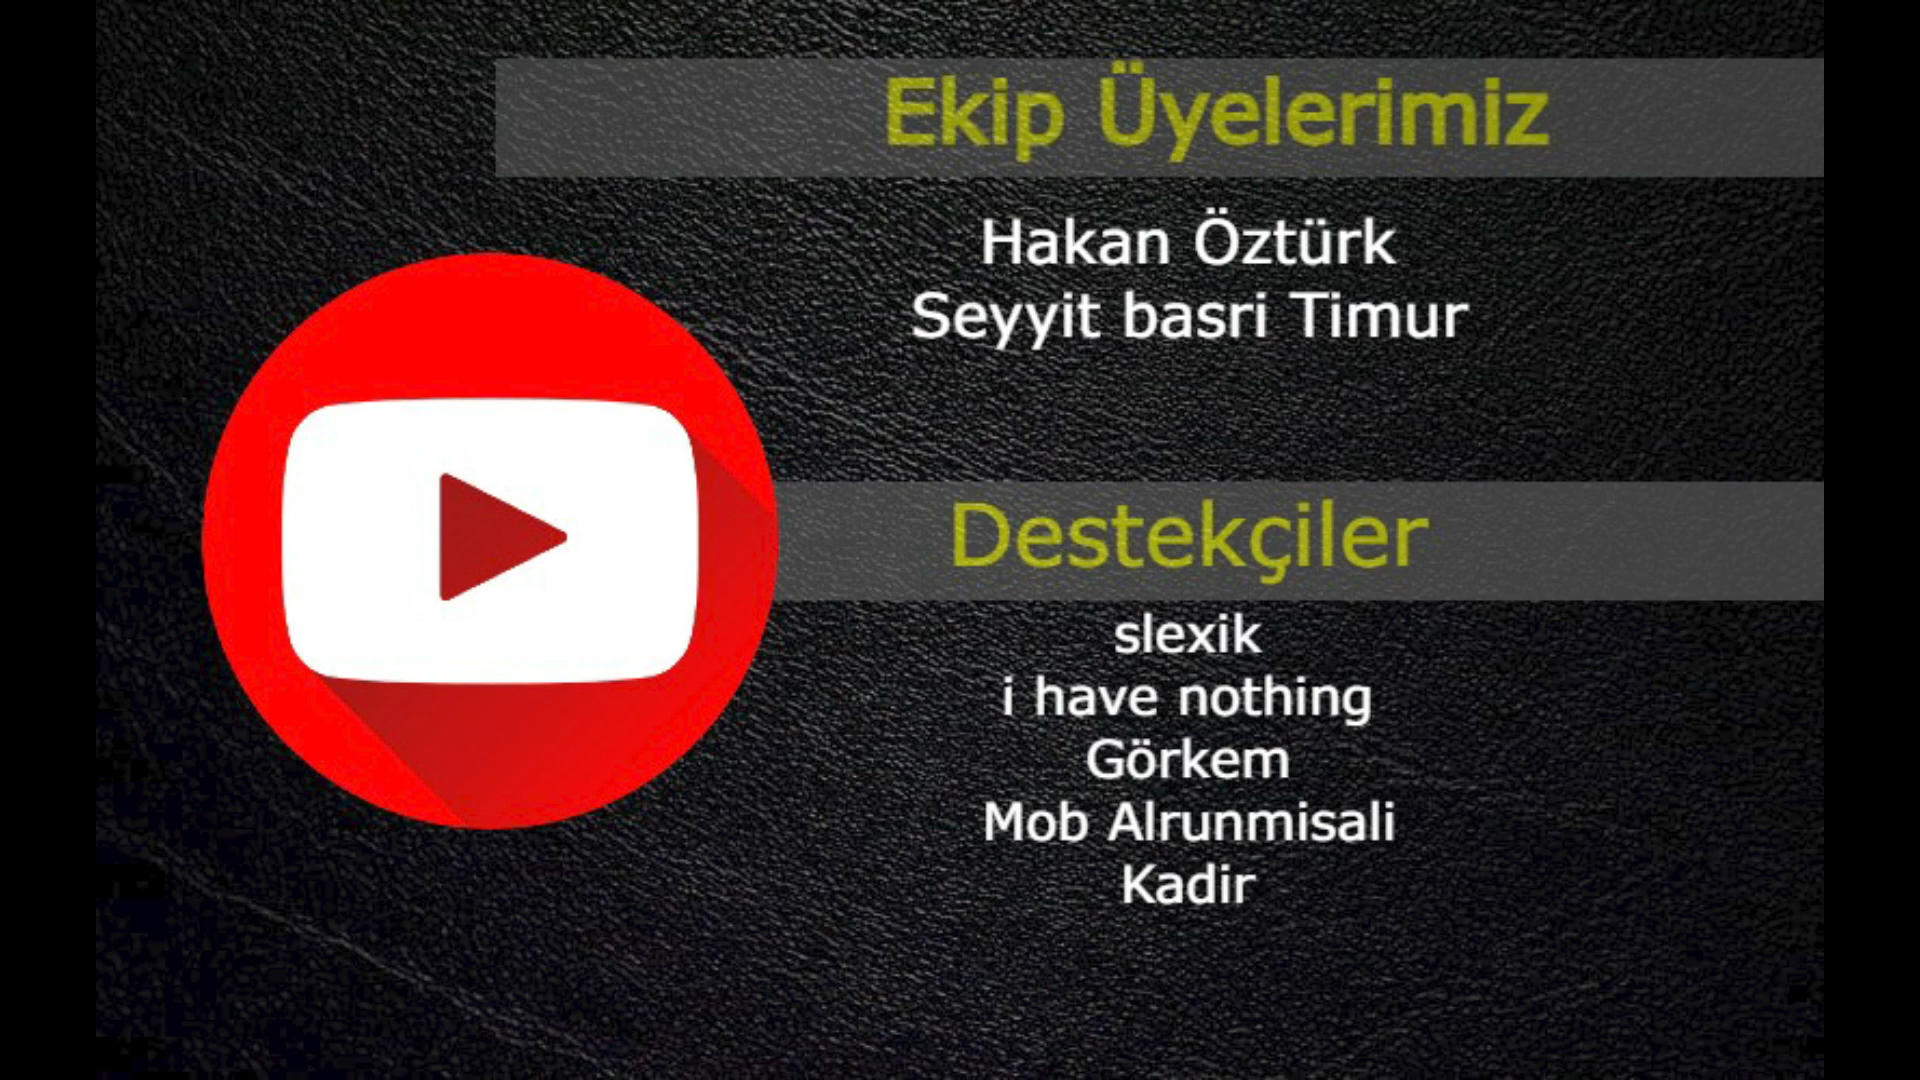 Ekip Üyelerimiz
Hakan Öztürk
Seyyit basri Timur
Destekçiler
slexik
i have nothing
Görkem
Mob Alrunmisali
Kadir